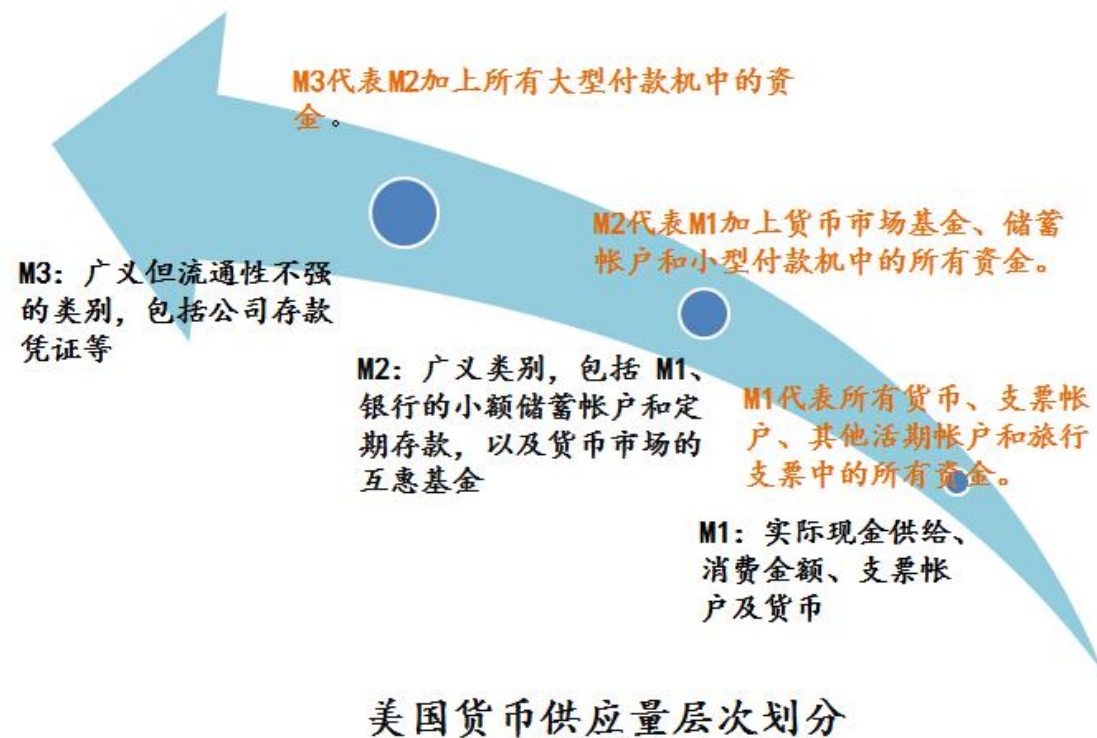 M3代表M2加上所有大型付款机中的资
金。
M2代表M1加上货币市场基金、储蓄
帐户和小型付款机中的所有资金。
M3：广义但流通性不强
的类别，包括公司存款
凭证等
M2：广义类别，包括 M1、
银行的小额储蓄帐户和定
期存款，以及货币市场的
互惠基金
M1代表所有货币、支票帐
户、其他活期帐户和旅行
支票中的所有资金。
M1：实际现金供给、
消费金额、支票帐
户及货币
美国货币供应量层次划分